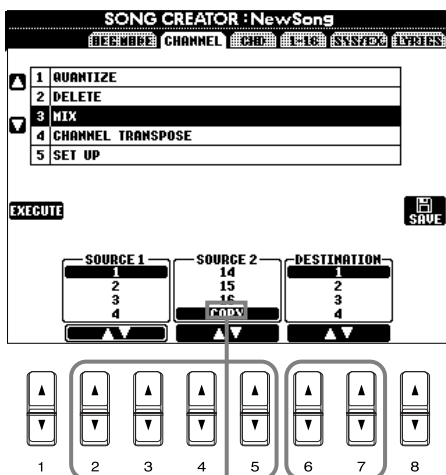 SONG CREATOR : NewSong
REC MODE CHANNEL CHD 1-16 SYS/EX. LYRICS
1 QUANTIZE
2 DELETE
3 MIX
4 CHANNEL TRANSPOSE
5 SET UP
EXECUTE
SAVE
SOURCE 1 SOURCE 2 DESTINATION
1 14 1
2 15 2
3 16 3
4 COPY 4
1 2 3 4 5 6 7 8